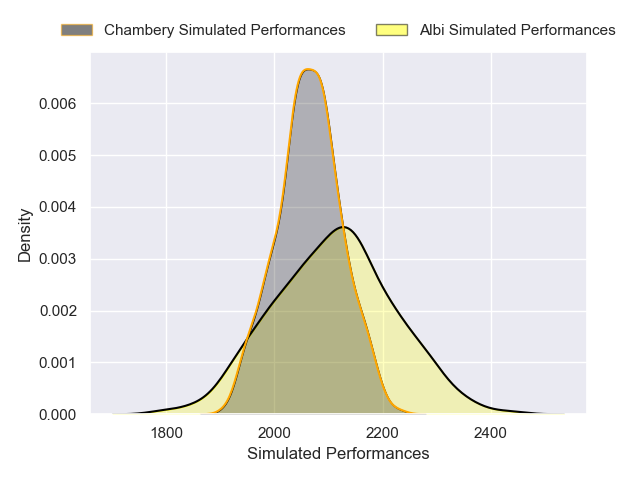 Chambery Simulated Performances Albi Simulated Performances
0.006
0.005
0.004
0.003
0.002
0.001
0.000
Density
1800 2000 2200 2400
Simulated Performances